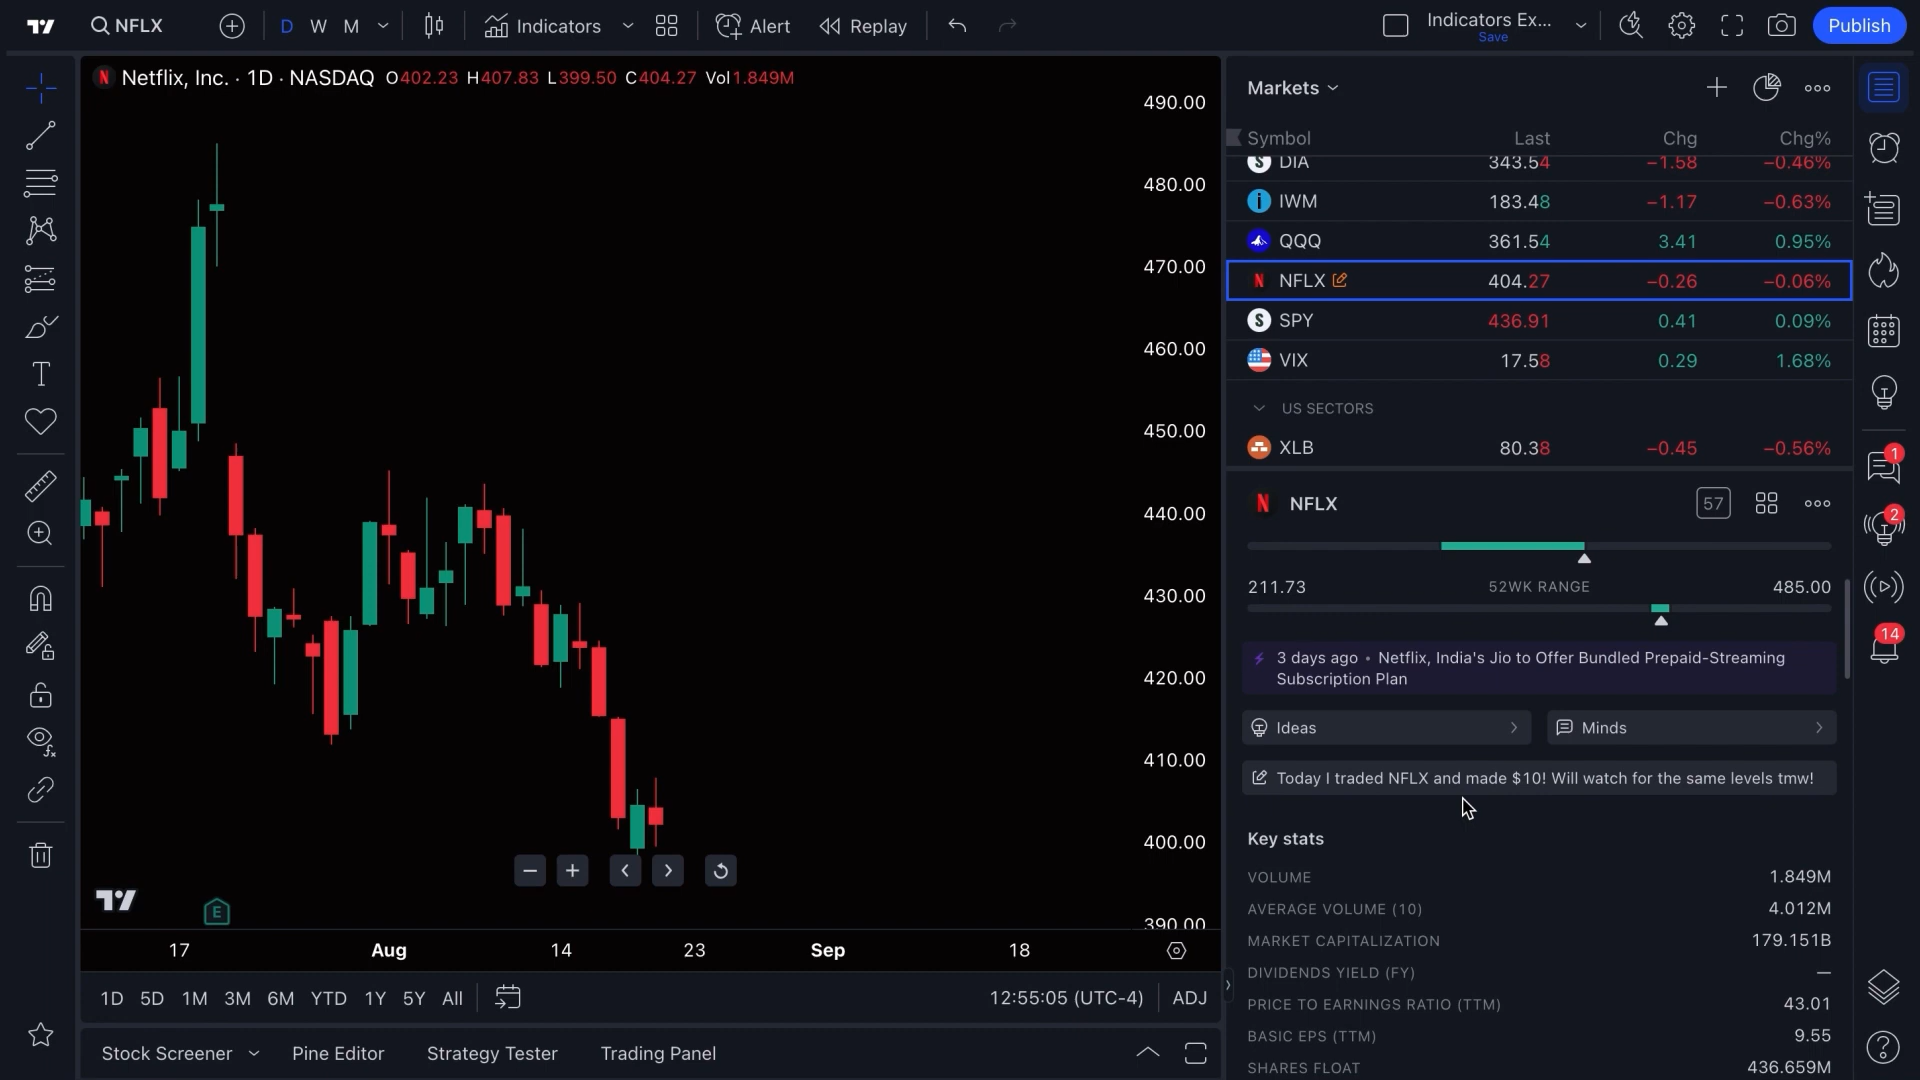 NFLX
D W M
Indicators
Alert
Replay
Indicators Ex...
Save
Publish
Netflix, Inc. · 1D · NASDAQ O402.23 H407.83 L399.50 C404.27 Vol1.849M
490.00
480.00
470.00
460.00
450.00
440.00
430.00
420.00
410.00
400.00
390.00
E
17 Aug 14 23 Sep 18
1D 5D 1M 3M 6M YTD 1Y 5Y All
12:55:05 (UTC-4) ADJ
Stock Screener Pine Editor Strategy Tester Trading Panel
Markets
Symbol Last Chg Chg%
DIA 343.54 −1.58 −0.46%
IWM 183.48 −1.17 −0.63%
QQQ 361.54 3.41 0.95%
NFLX 404.27 −0.26 −0.06%
SPY 436.91 0.41 0.09%
VIX 17.58 0.29 1.68%
US SECTORS
XLB 80.38 −0.45 −0.56%
NFLX 57
211.73 52WK RANGE 485.00
3 days ago • Netflix, India's Jio to Offer Bundled Prepaid-Streaming
Subscription Plan
Ideas Minds
Today I traded NFLX and made $10! Will watch for the same levels tmw!
Key stats
VOLUME 1.849M
AVERAGE VOLUME (10) 4.012M
MARKET CAPITALIZATION 179.151B
DIVIDENDS YIELD (FY) —
PRICE TO EARNINGS RATIO (TTM) 43.01
BASIC EPS (TTM) 9.55
SHARES FLOAT 436.659M
1
2
14